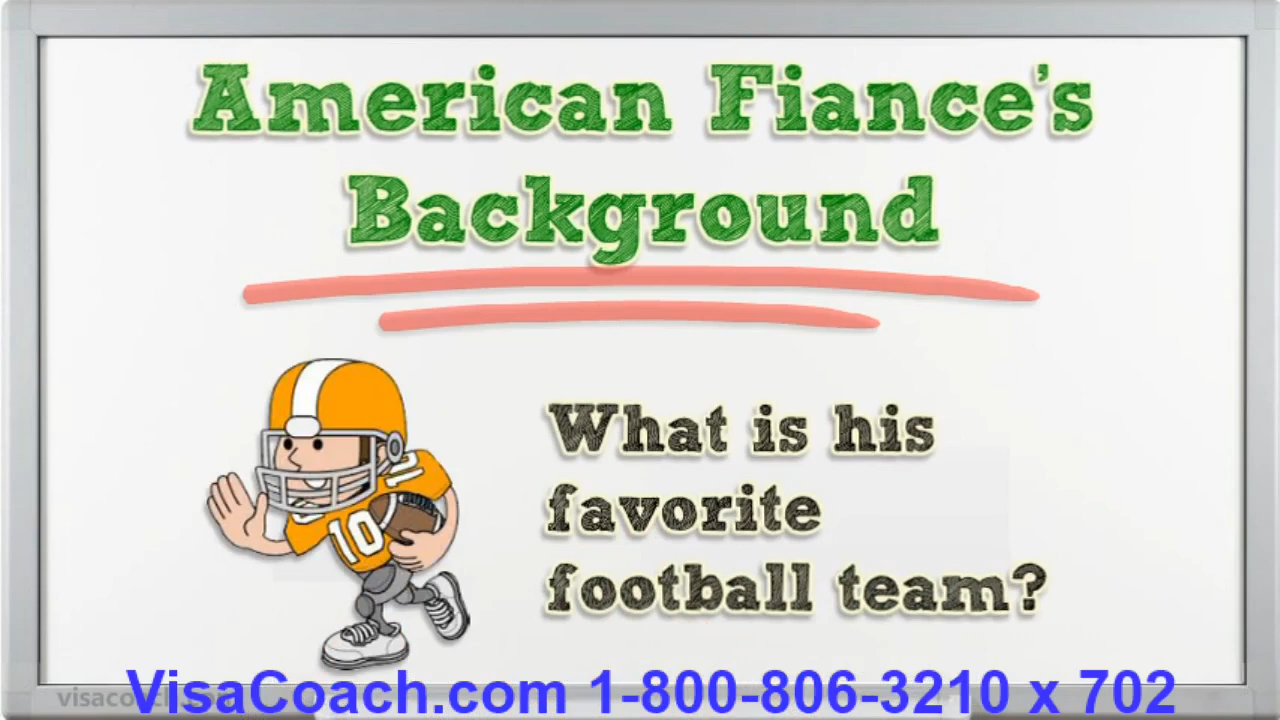 American Fiance's
Background
What is his
favorite
football team?
10
VisaCoach.com 1-800-806-3210 x 702